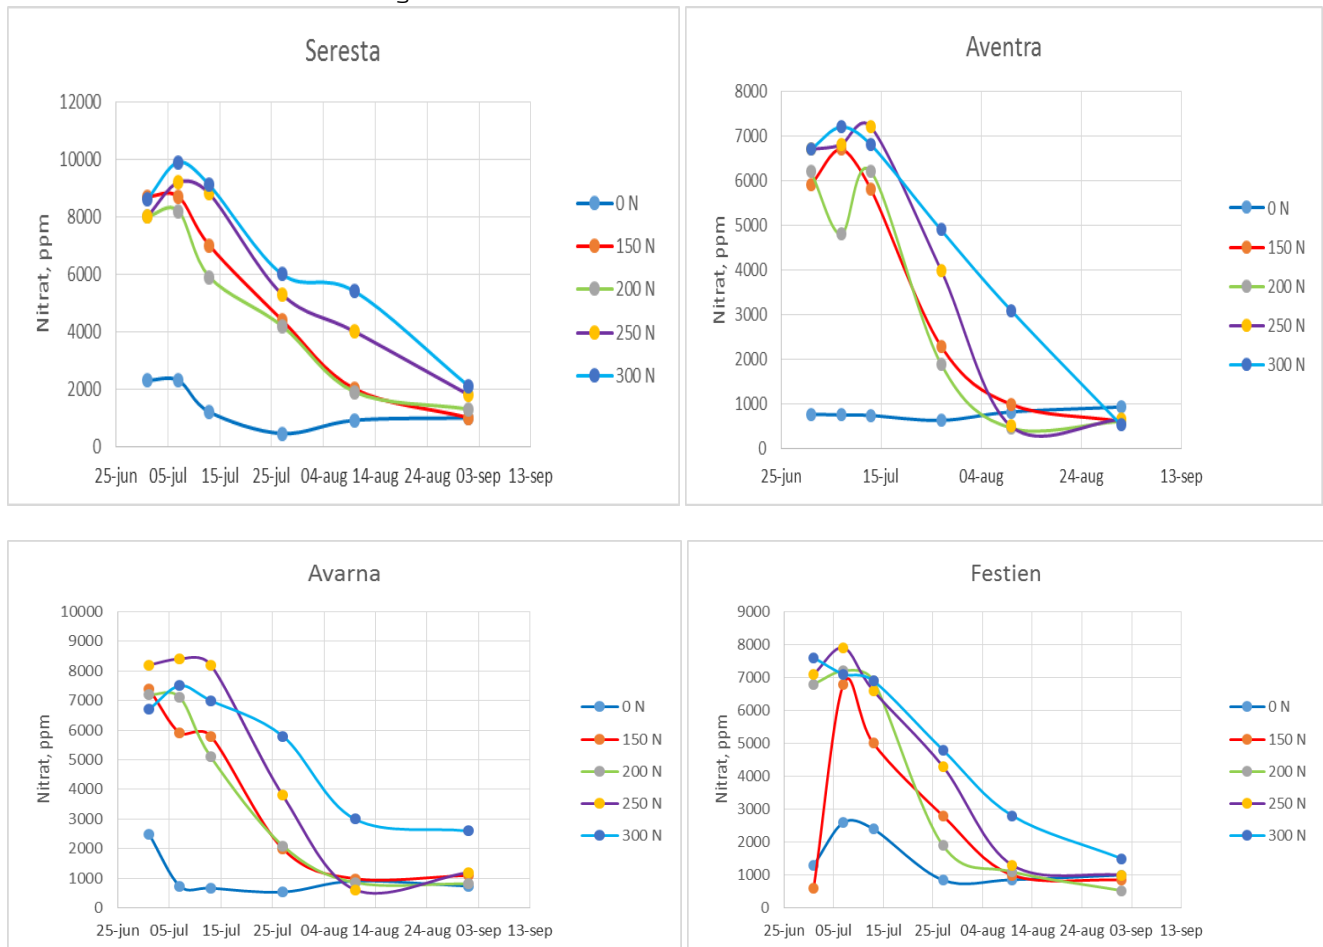 Seresta
Nitrat, ppm
12000
10000
8000
6000
4000
2000
0
25-jun 05-jul 15-jul 25-jul 04-aug 14-aug 24-aug 03-sep 13-sep
0 N
150 N
200 N
250 N
300 N
Aventra
Nitrat, ppm
8000
7000
6000
5000
4000
3000
2000
1000
0
25-jun 15-jul 04-aug 24-aug 13-sep
0 N
150 N
200 N
250 N
300 N
Avarna
Nitrat, ppm
10000
9000
8000
7000
6000
5000
4000
3000
2000
1000
0
25-jun 05-jul 15-jul 25-jul 04-aug 14-aug 24-aug 03-sep 13-sep
0 N
150 N
200 N
250 N
300 N
Festien
Nitrat, ppm
9000
8000
7000
6000
5000
4000
3000
2000
1000
0
25-jun 05-jul 15-jul 25-jul 04-aug 14-aug 24-aug 03-sep 13-sep
0 N
150 N
200 N
250 N
300 N